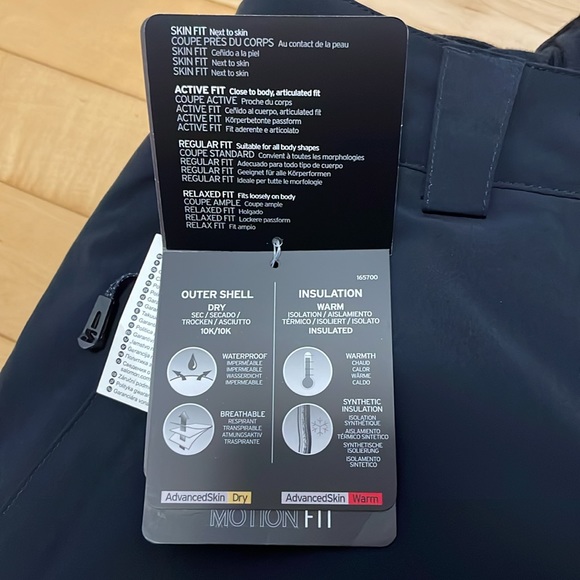 SKIN FIT Next to skin
COUPE PRÈS DU CORPS Au contact de la peau
SKIN FIT Ceñido a la piel
SKIN FIT Next to skin
SKIN FIT Next to skin
ACTIVE FIT Close to body, articulated fit
COUPE ACTIVE Proche du corps
ACTIVE FIT Ceñido al cuerpo, articulated fit
ACTIVE FIT Körperbetonte passform
ACTIVE FIT Fit aderente e articolato
REGULAR FIT Suitable for all body shapes
COUPE STANDARD Convient à toutes les morphologies
REGULAR FIT Adecuado para todo tipo de cuerpo
REGULAR FIT Geeignet für alle Körperformen
REGULAR FIT Ideale per tutte le morfologie
RELAXED FIT Fits loosely on body
COUPE AMPLE Coupe ample
RELAXED FIT Holgado
RELAXED FIT Lockere passform
RELAX FIT Fit ampio
165700
OUTER SHELL
DRY
SEC / SECADO /
TROCKEN / ASCIUTTO
10K/10K
WATERPROOF
IMPERMÉABLE
IMPERMEABLE
WASSERDICHT
IMPERMEABILE
BREATHABLE
RESPIRANT
TRANSPIRABLE
ATMUNGSAKTIV
TRASPIRANTE
AdvancedSkin Dry
INSULATION
WARM
ISOLATION / AISLAMIENTO
TÉRMICO / ISOLIERT / ISOLATO
INSULATED
WARMTH
CHAUD
CALOR
WÄRME
CALDO
SYNTHETIC
INSULATION
ISOLATION
SYNTHÉTIQUE
AISLAMIENTO
TÉRMICO SINTÉTICO
SYNTHETISCHE
ISOLIERUNG
ISOLAMENTO
SINTETICO
AdvancedSkin Warm
MOTION FIT